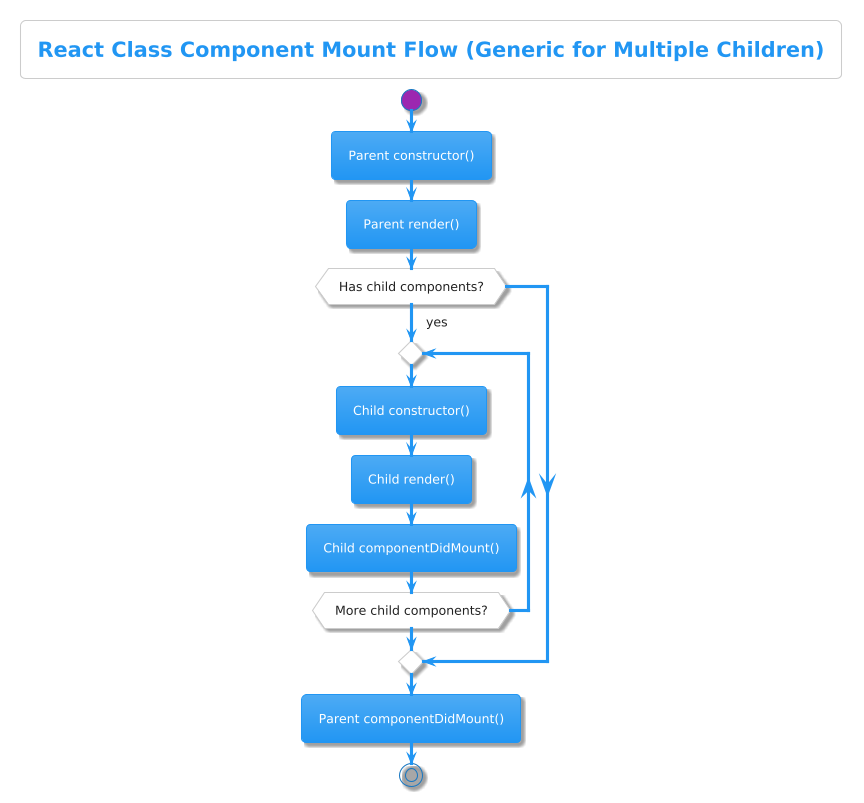 React Class Component Mount Flow (Generic for Multiple Children)
Parent constructor()
Parent render()
Has child components?
yes
Child constructor()
Child render()
Child componentDidMount()
More child components?
Parent componentDidMount()